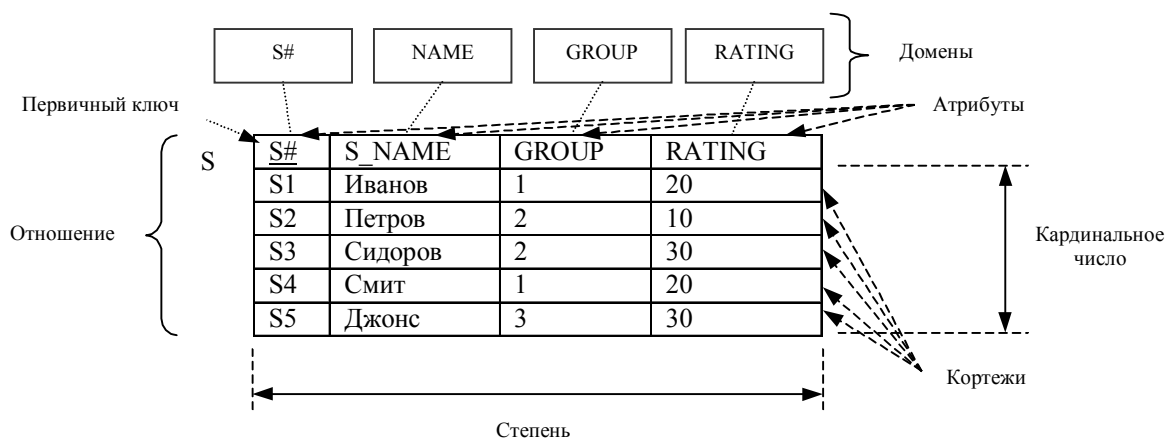 S# NAME GROUP RATING Домены
Первичный ключ Атрибуты
S S# S_NAME GROUP RATING
S1 Иванов 1 20
S2 Петров 2 10
Отношение S3 Сидоров 2 30 Кардинальное
число
S4 Смит 1 20
S5 Джонс 3 30
Кортежи
Степень